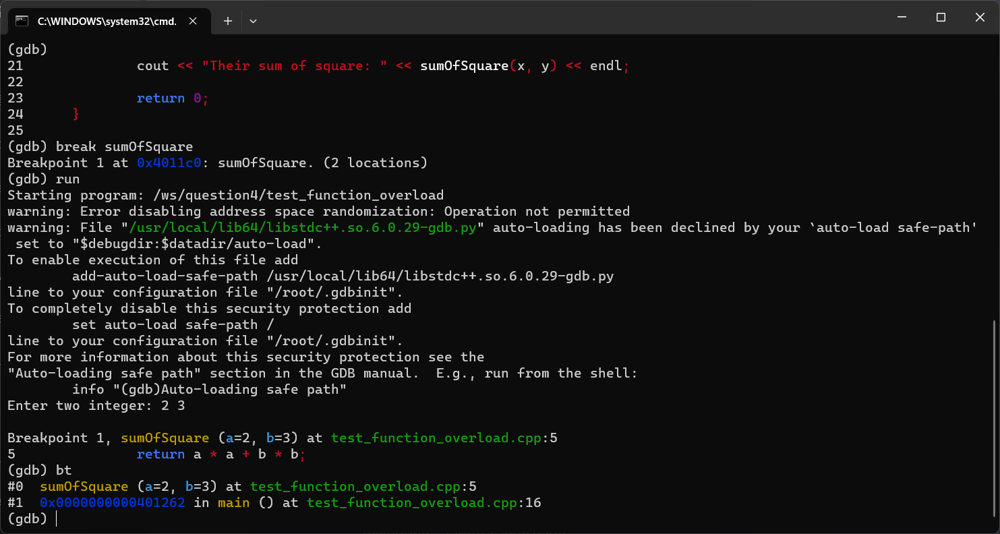 C:\WINDOWS\system32\cmd.
(gdb)
21 cout << "Their sum of square: " << sumOfSquare(x, y) << endl;
22
23 return 0;
24 }
25
(gdb) break sumOfSquare
Breakpoint 1 at 0x4011c0: sumOfSquare. (2 locations)
(gdb) run
Starting program: /ws/question4/test_function_overload
warning: Error disabling address space randomization: Operation not permitted
warning: File "/usr/local/lib64/libstdc++.so.6.0.29-gdb.py" auto-loading has been declined by your `auto-load safe-path'
set to "$debugdir:$datadir/auto-load".
To enable execution of this file add
add-auto-load-safe-path /usr/local/lib64/libstdc++.so.6.0.29-gdb.py
line to your configuration file "/root/.gdbinit".
To completely disable this security protection add
set auto-load safe-path /
line to your configuration file "/root/.gdbinit".
For more information about this security protection see the
"Auto-loading safe path" section in the GDB manual.  E.g., run from the shell:
info "(gdb)Auto-loading safe path"
Enter two integer: 2 3
Breakpoint 1, sumOfSquare (a=2, b=3) at test_function_overload.cpp:5
5 return a * a + b * b;
(gdb) bt
#0  sumOfSquare (a=2, b=3) at test_function_overload.cpp:5
#1  0x0000000000401262 in main () at test_function_overload.cpp:16
(gdb)